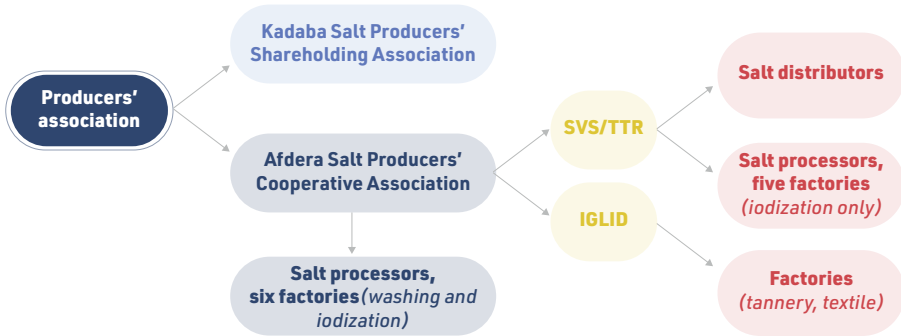 Kadaba Salt Producers’
Shareholding Association
Producers’
association
Afdera Salt Producers’
Cooperative Association
Salt processors,
six factories(washing and
iodization)
SVS/TTR
IGLID
Salt distributors
Salt processors,
five factories
(iodization only)
Factories
(tannery, textile)